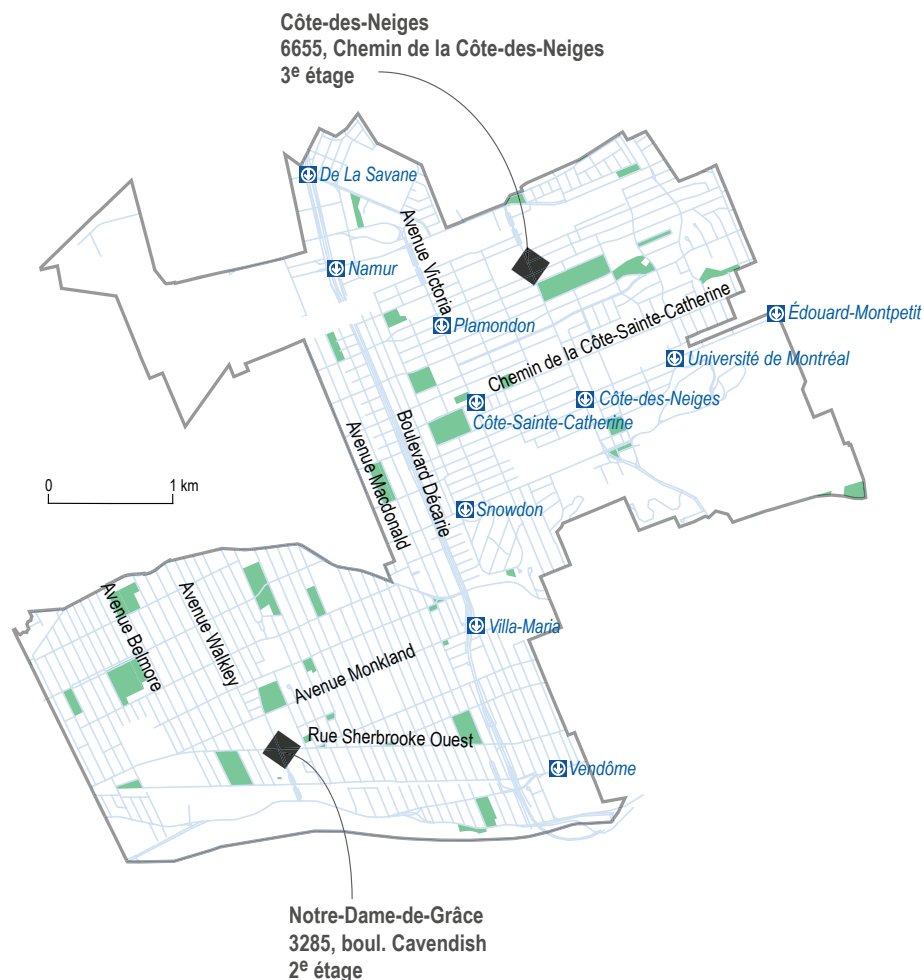 Côte-des-Neiges
6655, Chemin de la Côte-des-Neiges
3e étage
De La Savane
Avenue Victoria
Namur
Plamondon
Édouard-Montpetit
Chemin de la Côte-Sainte-Catherine
Université de Montréal
Côte-des-Neiges
Côte-Sainte-Catherine
Boulevard Décarie
Avenue Macdonald
0 1 km
Snowdon
Avenue Belmore
Avenue Walkley
Villa-Maria
Avenue Monkland
Rue Sherbrooke Ouest
Vendôme
Notre-Dame-de-Grâce
3285, boul. Cavendish
2e étage